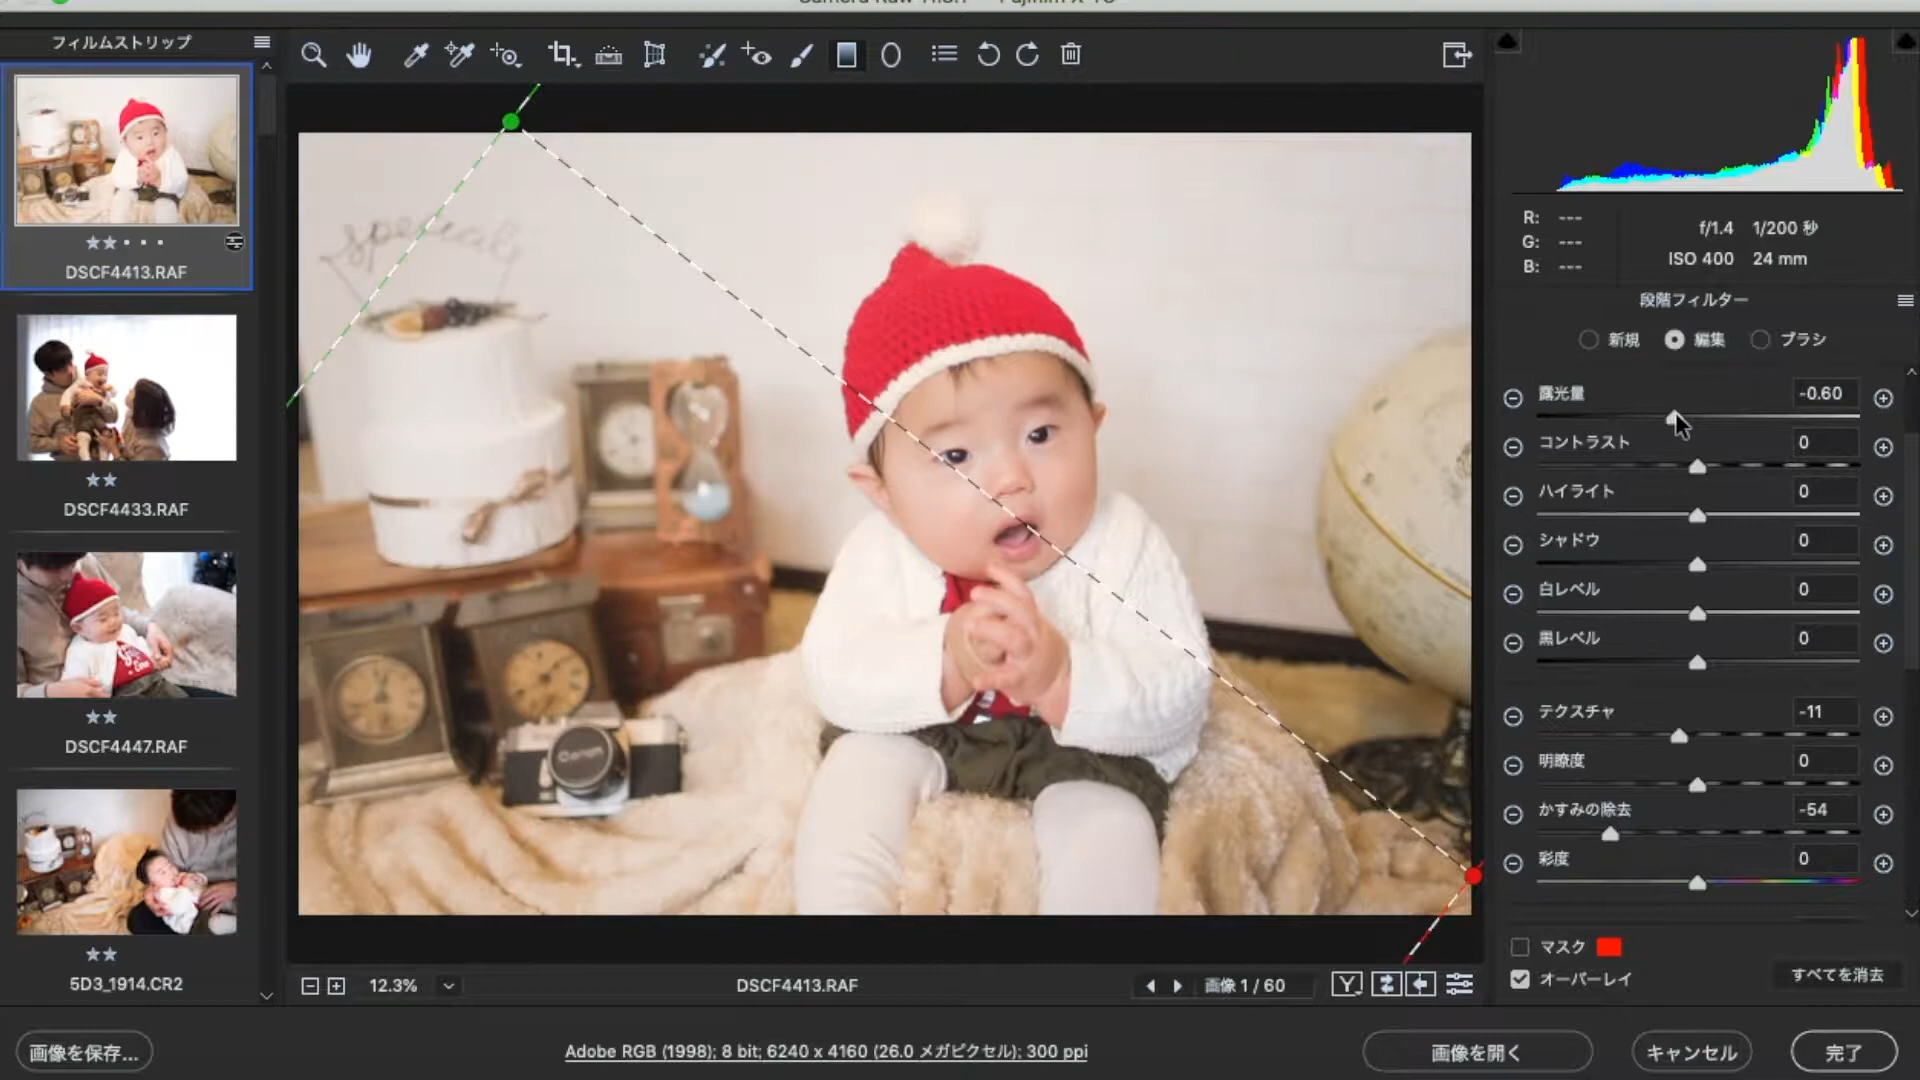 フィルムストリップ
DSCF4413.RAF
DSCF4433.RAF
DSCF4447.RAF
5D3_1914.CR2
special
Canon
12.3%
DSCF4413.RAF
画像 1 / 60
R: ---
G: ---
B: ---
f/1.4 1/200 秒
ISO 400 24 mm
段階フィルター
新規 編集 ブラシ
露光量 -0.60
コントラスト 0
ハイライト 0
シャドウ 0
白レベル 0
黒レベル 0
テクスチャ -11
明瞭度 0
かすみの除去 -54
彩度 0
マスク
オーバーレイ
すべてを消去
画像を保存...
Adobe RGB (1998); 8 bit; 6240 x 4160 (26.0 メガピクセル); 300 ppi
画像を開く
キャンセル
完了